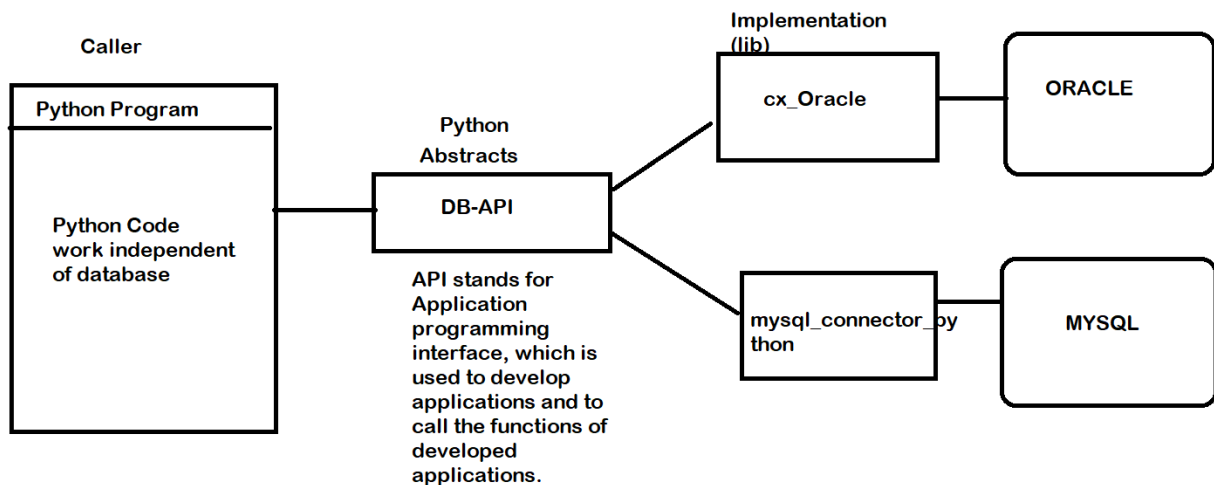 Caller
Python Program
Python Code
work independent
of database
Python
Abstracts
DB-API
API stands for
Application
programming
interface, which is
used to develop
applications and to
call the functions of
developed
applications.
Implementation
(lib)
cx_Oracle
ORACLE
mysql_connector_py
thon
MYSQL